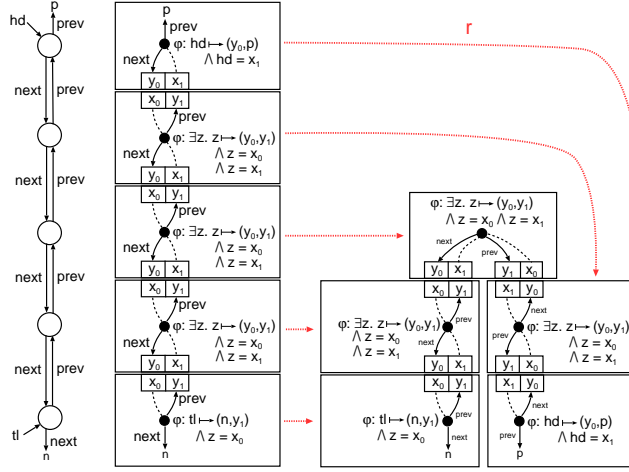 p
hd
prev
next
prev
next
prev
next
prev
next
prev
tl
next
n
p
prev
φ: hd ↦ (y₀,p)
∧ hd = x₁
next
y₀ x₁
x₀ y₁
prev
φ: ∃z. z ↦ (y₀,y₁)
∧ z = x₀
∧ z = x₁
next
y₀ x₁
x₀ y₁
prev
φ: ∃z. z ↦ (y₀,y₁)
∧ z = x₀
∧ z = x₁
next
y₀ x₁
x₀ y₁
prev
φ: ∃z. z ↦ (y₀,y₁)
∧ z = x₀
∧ z = x₁
next
y₀ x₁
x₀ y₁
prev
φ: tl ↦ (n,y₁)
∧ z = x₀
next
n
r
φ: ∃z. z ↦ (y₀,y₁)
∧ z = x₀ ∧ z = x₁
next
prev
y₀ x₁
y₁ x₀
x₀ y₁
prev
φ: ∃z. z ↦ (y₀,y₁)
∧ z = x₀
∧ z = x₁
next
y₀ x₁
x₀ y₁
prev
φ: tl ↦ (n,y₁)
∧ z = x₀
next
n
x₁ y₀
next
φ: ∃z. z ↦ (y₀,y₁)
∧ z = x₀
∧ z = x₁
prev
y₁ x₀
x₁ y₀
next
φ: hd ↦ (y₀,p)
∧ hd = x₁
prev
p